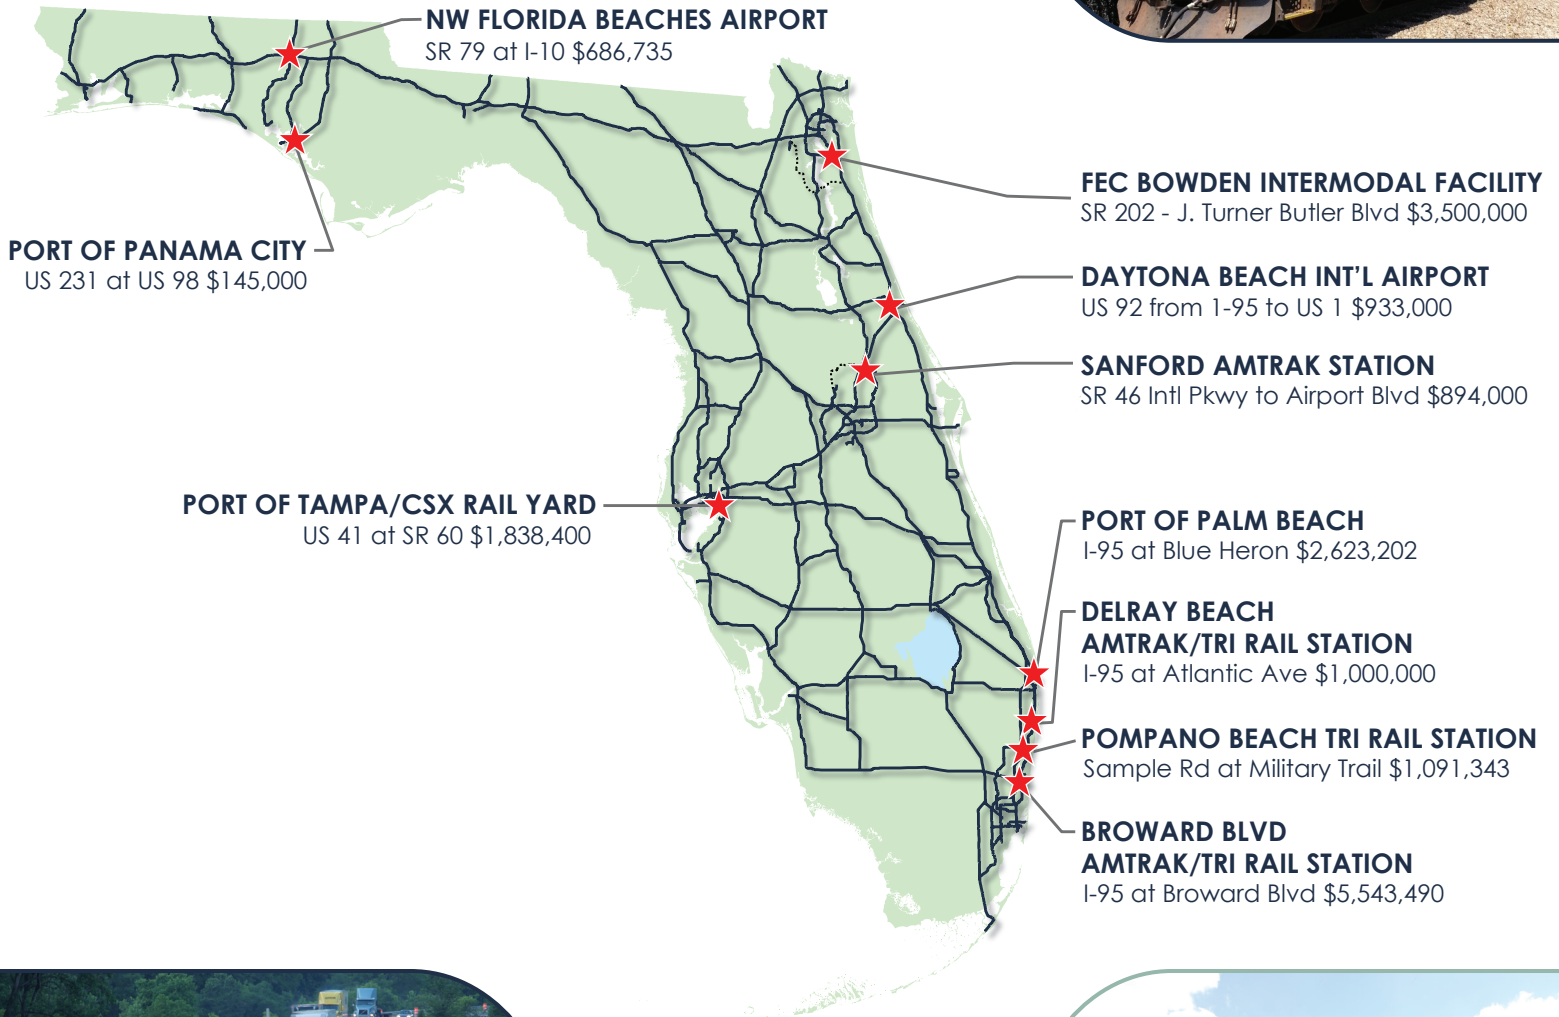 NW FLORIDA BEACHES AIRPORT
SR 79 at I-10 $686,735
PORT OF PANAMA CITY
US 231 at US 98 $145,000
FEC BOWDEN INTERMODAL FACILITY
SR 202 - J. Turner Butler Blvd $3,500,000
DAYTONA BEACH INT'L AIRPORT
US 92 from 1-95 to US 1 $933,000
SANFORD AMTRAK STATION
SR 46 Intl Pkwy to Airport Blvd $894,000
PORT OF TAMPA/CSX RAIL YARD
US 41 at SR 60 $1,838,400
PORT OF PALM BEACH
I-95 at Blue Heron $2,623,202
DELRAY BEACH
AMTRAK/TRI RAIL STATION
I-95 at Atlantic Ave $1,000,000
POMPANO BEACH TRI RAIL STATION
Sample Rd at Military Trail $1,091,343
BROWARD BLVD
AMTRAK/TRI RAIL STATION
I-95 at Broward Blvd $5,543,490